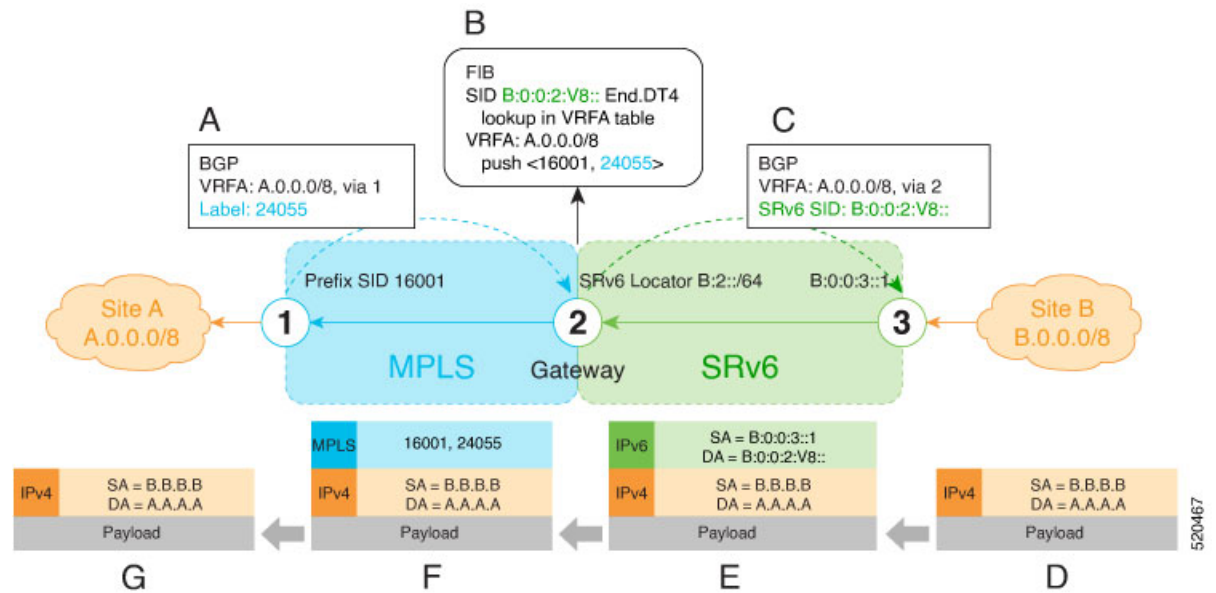 B
FIB
SID B:0:0:2:V8:: End.DT4
lookup in VRFA table
VRFA: A.0.0.0/8
push <16001, 24055>
A
BGP
VRFA: A.0.0.0/8, via 1
Label: 24055
C
BGP
VRFA: A.0.0.0/8, via 2
SRv6 SID: B:0:0:2:V8::
Prefix SID 16001
SRv6 Locator B:2::/64
B:0:0:3::1
Site A
A.0.0.0/8
1
2
3
Site B
B.0.0.0/8
MPLS
Gateway
SRv6
IPv4
SA = B.B.B.B
DA = A.A.A.A
Payload
G
MPLS
16001, 24055
IPv4
SA = B.B.B.B
DA = A.A.A.A
Payload
F
IPv6
SA = B:0:0:3::1
DA = B:0:0:2:V8::
IPv4
SA = B.B.B.B
DA = A.A.A.A
Payload
E
IPv4
SA = B.B.B.B
DA = A.A.A.A
Payload
D
520467